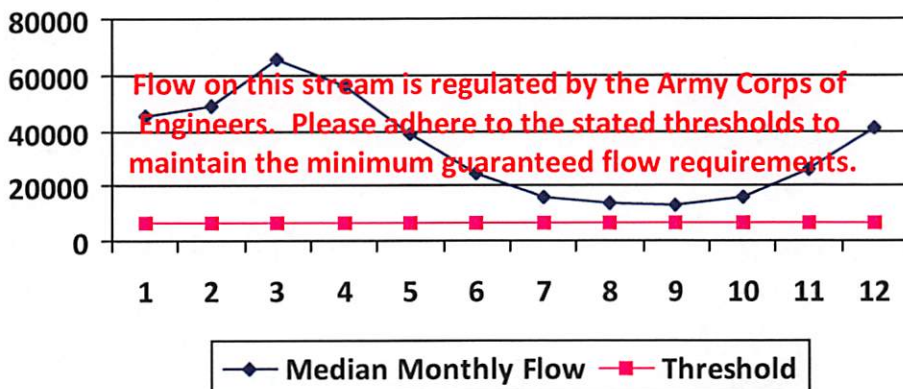 80000
60000
40000
20000
0
Flow on this stream is regulated by the Army Corps of
Engineers. Please adhere to the stated thresholds to
maintain the minimum guaranteed flow requirements.
1 2 3 4 5 6 7 8 9 10 11 12
Median Monthly Flow Threshold